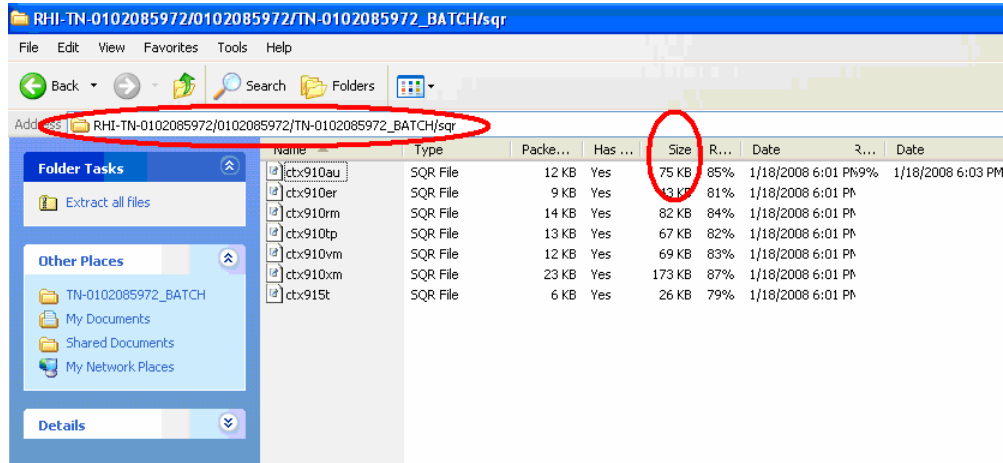 RHI-TN-0102085972/0102085972/TN-0102085972_BATCH/sqr
File Edit View Favorites Tools Help
Back Search Folders
Address RHI-TN-0102085972/0102085972/TN-0102085972_BATCH/sqr
Folder Tasks
Extract all files
Other Places
TN-0102085972_BATCH
My Documents
Shared Documents
My Network Places
Details
Name Type Packe... Has ... Size R... Date R... Date
ctx910au SQR File 12 KB Yes 75 KB 85% 1/18/2008 6:01 PM 9% 1/18/2008 6:03 PM
ctx910er SQR File 9 KB Yes 43 KB 81% 1/18/2008 6:01 PM
ctx910rm SQR File 14 KB Yes 82 KB 84% 1/18/2008 6:01 PM
ctx910tp SQR File 13 KB Yes 67 KB 82% 1/18/2008 6:01 PM
ctx910vm SQR File 12 KB Yes 69 KB 83% 1/18/2008 6:01 PM
ctx910xm SQR File 23 KB Yes 173 KB 87% 1/18/2008 6:01 PM
ctx915t SQR File 6 KB Yes 26 KB 79% 1/18/2008 6:01 PM